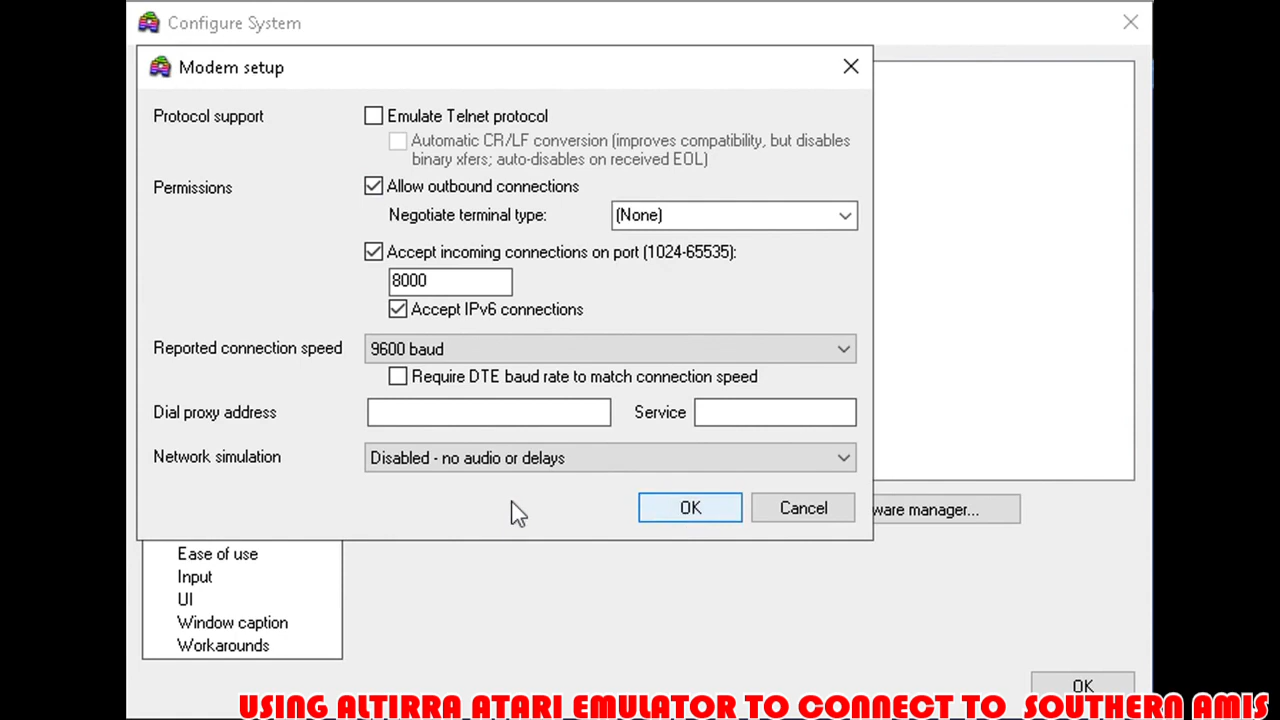 Configure System
Modem setup
Protocol support
Emulate Telnet protocol
Automatic CR/LF conversion (improves compatibility, but disables
binary xfers; auto-disables on received EOL)
Permissions
Allow outbound connections
Negotiate terminal type:
(None)
Accept incoming connections on port (1024-65535):
8000
Accept IPv6 connections
Reported connection speed
9600 baud
Require DTE baud rate to match connection speed
Dial proxy address
Service
Network simulation
Disabled - no audio or delays
OK
Cancel
ware manager...
Ease of use
Input
UI
Window caption
Workarounds
OK
USING ALTIRRA ATARI EMULATOR TO CONNECT TO SOUTHERN AMIS